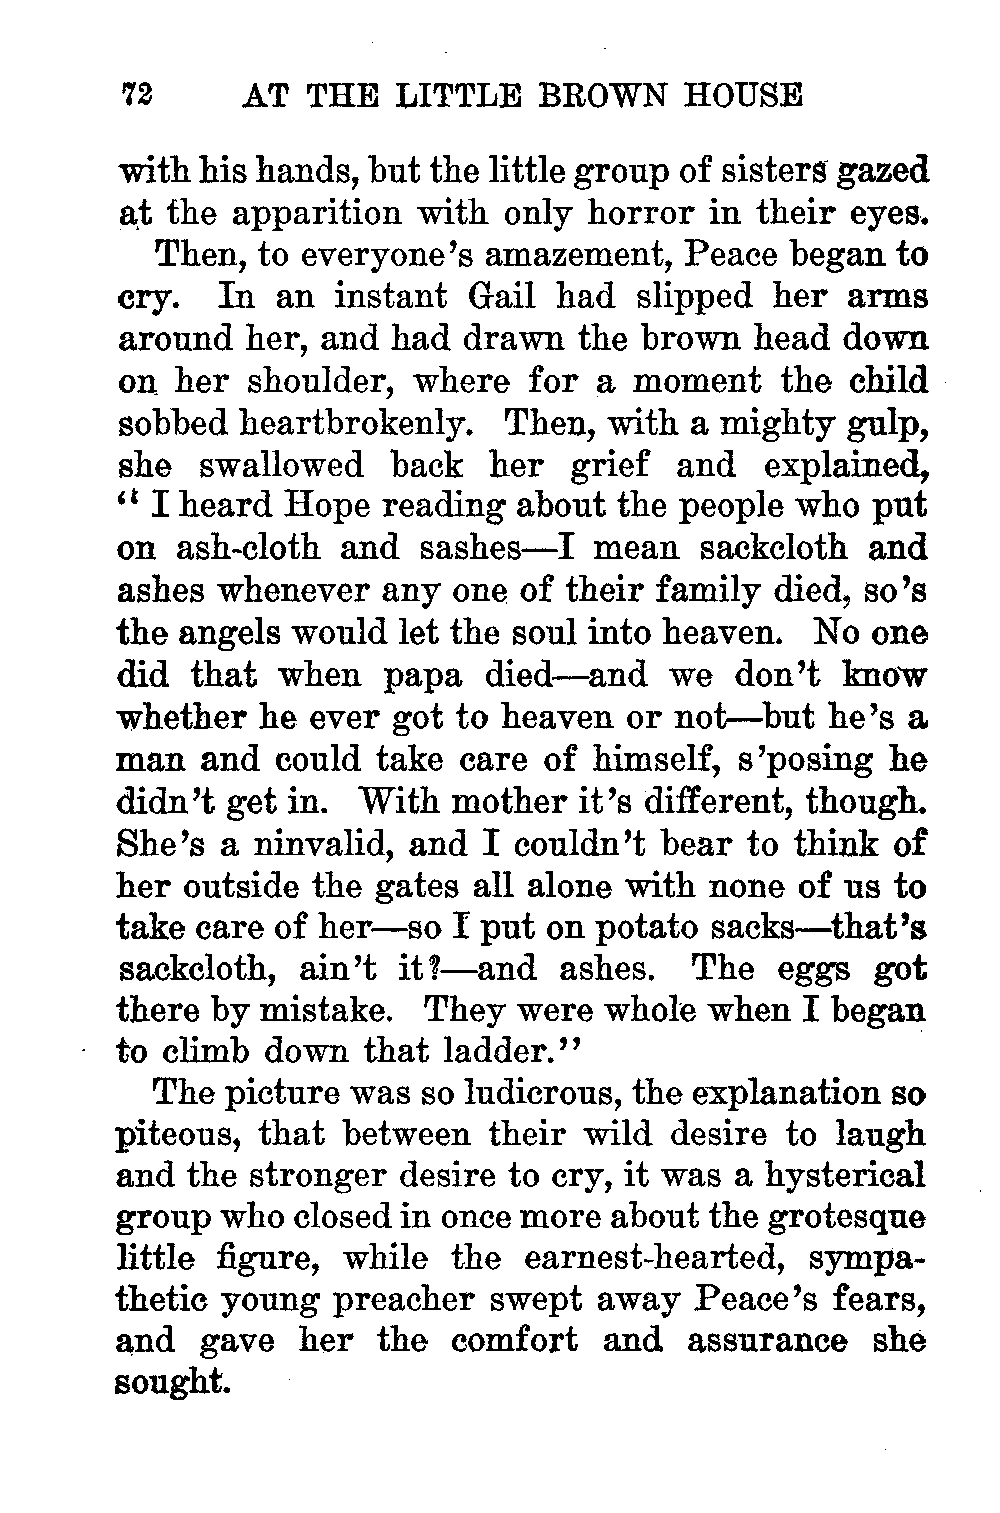 72 AT THE LITTLE BROWN HOUSE
with his hands, but the little group of sisters gazed
at the apparition with only horror in their eyes.
Then, to everyone's amazement, Peace began to
cry. In an instant Gail had slipped her arms
around her, and had drawn the brown head down
on her shoulder, where for a moment the child
sobbed heartbrokenly. Then, with a mighty gulp,
she swallowed back her grief and explained,
“ I heard Hope reading about the people who put
on ash-cloth and sashes—I mean sackcloth and
ashes whenever any one of their family died, so's
the angels would let the soul into heaven. No one
did that when papa died—and we don't know
whether he ever got to heaven or not—but he's a
man and could take care of himself, s'posing he
didn't get in. With mother it's different, though.
She's a ninvalid, and I couldn't bear to think of
her outside the gates all alone with none of us to
take care of her—so I put on potato sacks—that's
sackcloth, ain't it?—and ashes. The eggs got
there by mistake. They were whole when I began
to climb down that ladder.”
The picture was so ludicrous, the explanation so
piteous, that between their wild desire to laugh
and the stronger desire to cry, it was a hysterical
group who closed in once more about the grotesque
little figure, while the earnest-hearted, sympa-
thetic young preacher swept away Peace's fears,
and gave her the comfort and assurance she
sought.